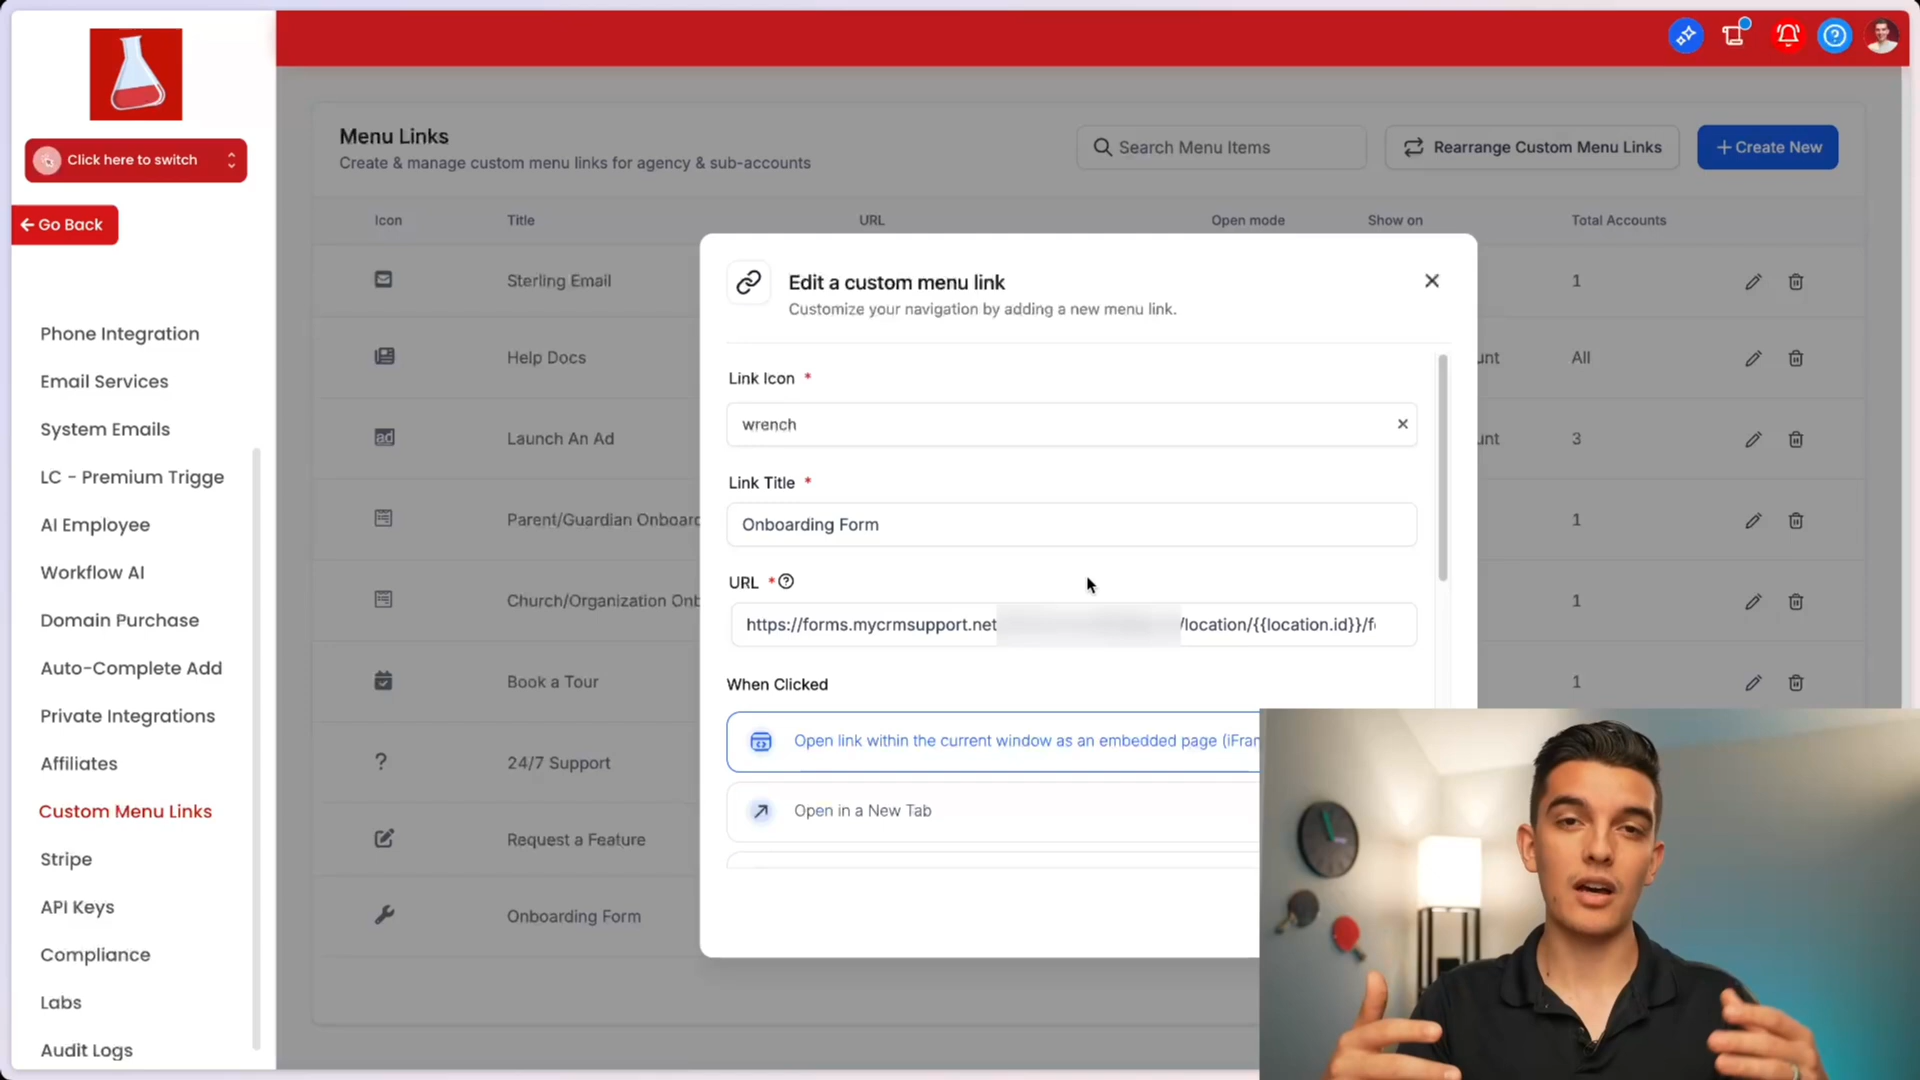 Click here to switch
Go Back
Phone Integration
Email Services
System Emails
LC - Premium Trigge
AI Employee
Workflow AI
Domain Purchase
Auto-Complete Add
Private Integrations
Affiliates
Custom Menu Links
Stripe
API Keys
Compliance
Labs
Audit Logs
Menu Links
Create & manage custom menu links for agency & sub-accounts
Search Menu Items
Rearrange Custom Menu Links
+ Create New
Icon Title URL Open mode Show on Total Accounts
Sterling Email 1
Help Docs unt All
ad Launch An Ad unt 3
Parent/Guardian Onboard 1
Church/Organization Onb 1
Book a Tour 1
? 24/7 Support
Request a Feature
Onboarding Form
Edit a custom menu link
Customize your navigation by adding a new menu link.
Link Icon *
wrench
Link Title *
Onboarding Form
URL *
https://forms.mycrmsupport.net /location/{{location.id}}/f
When Clicked
Open link within the current window as an embedded page (iFran
Open in a New Tab